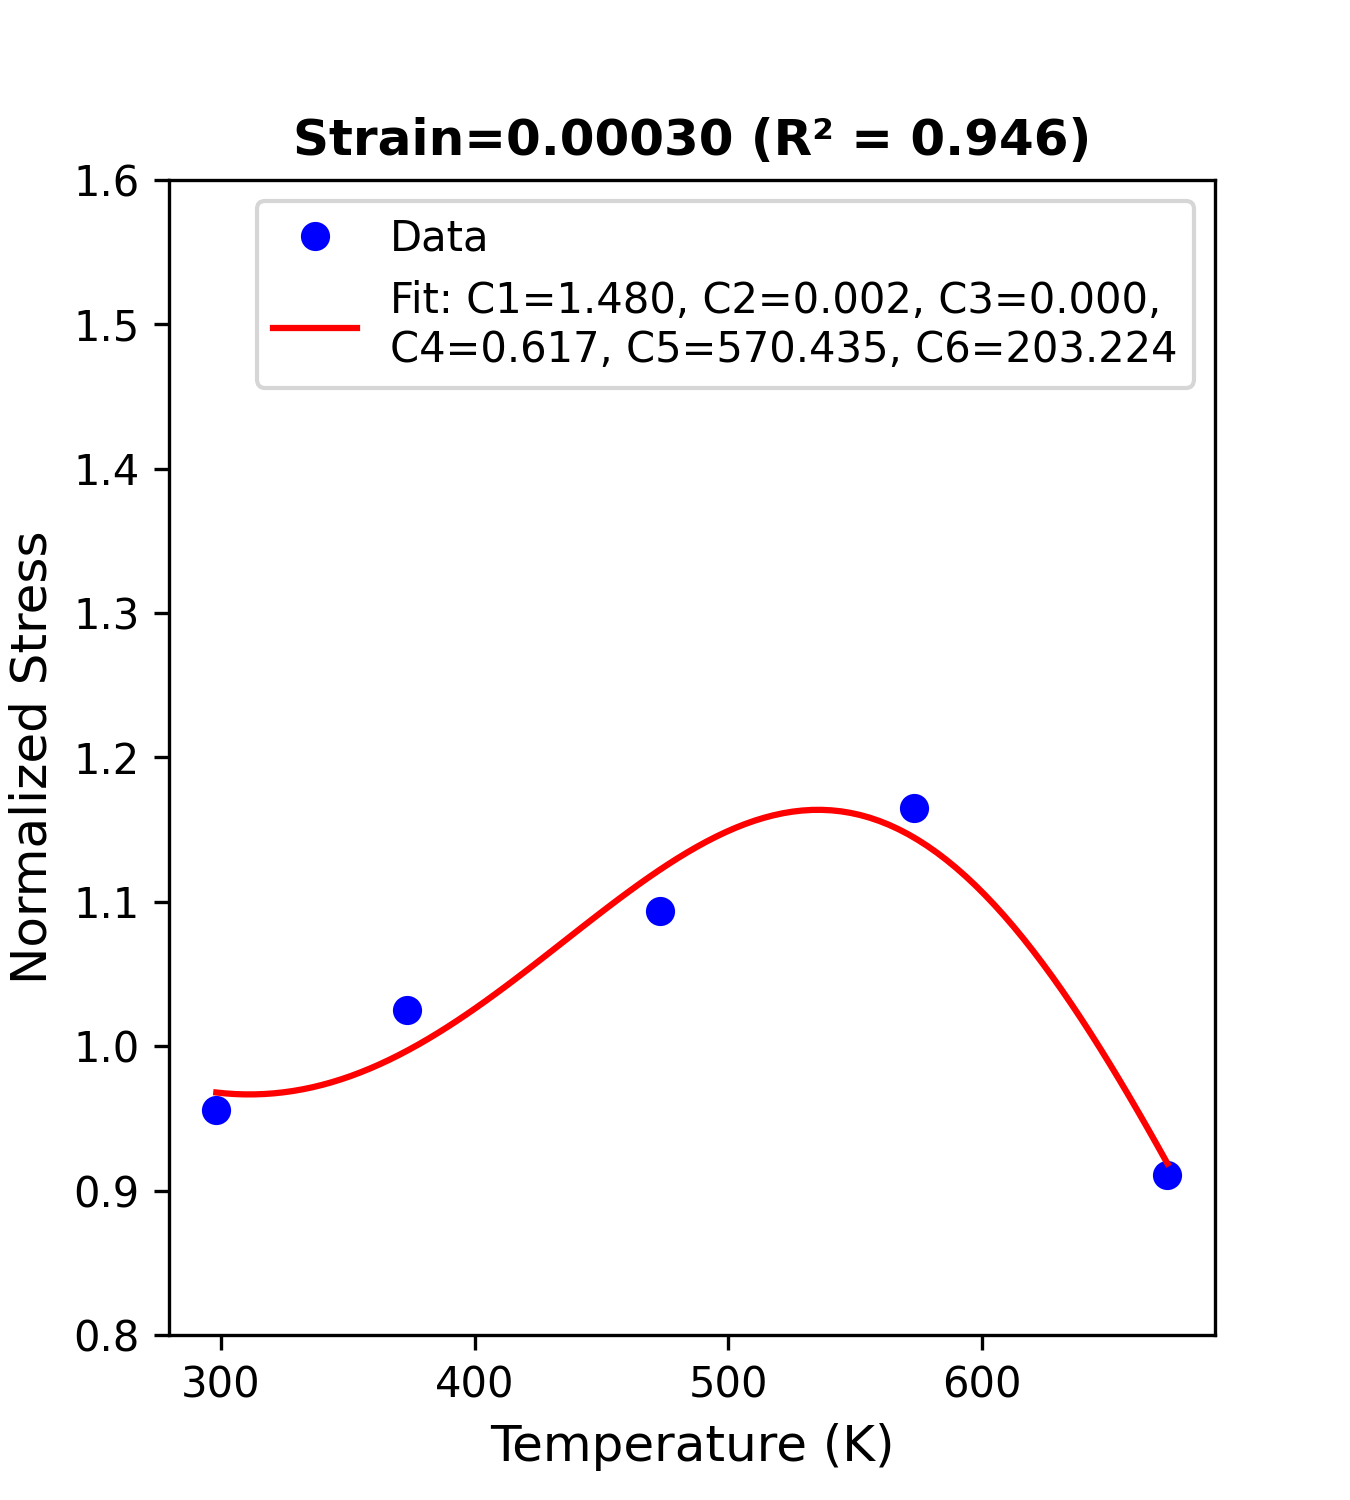 Strain=0.00030 (R² = 0.946)
1.6
1.5
1.4
1.3
1.2
1.1
1.0
0.9
0.8
Normalized Stress
Data
Fit: C1=1.480, C2=0.002, C3=0.000,
C4=0.617, C5=570.435, C6=203.224
300 400 500 600
Temperature (K)